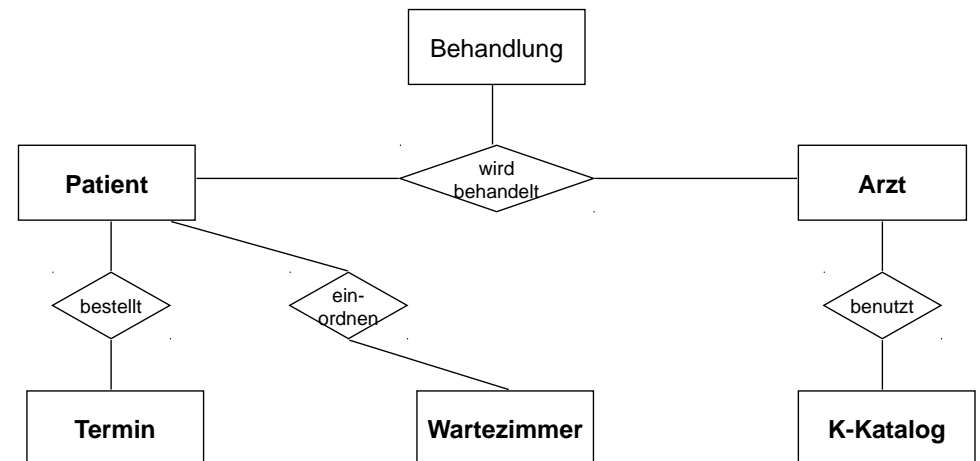 Behandlung
Patient
wird
behandelt
Arzt
bestellt
ein-
ordnen
benutzt
Termin
Wartezimmer
K-Katalog